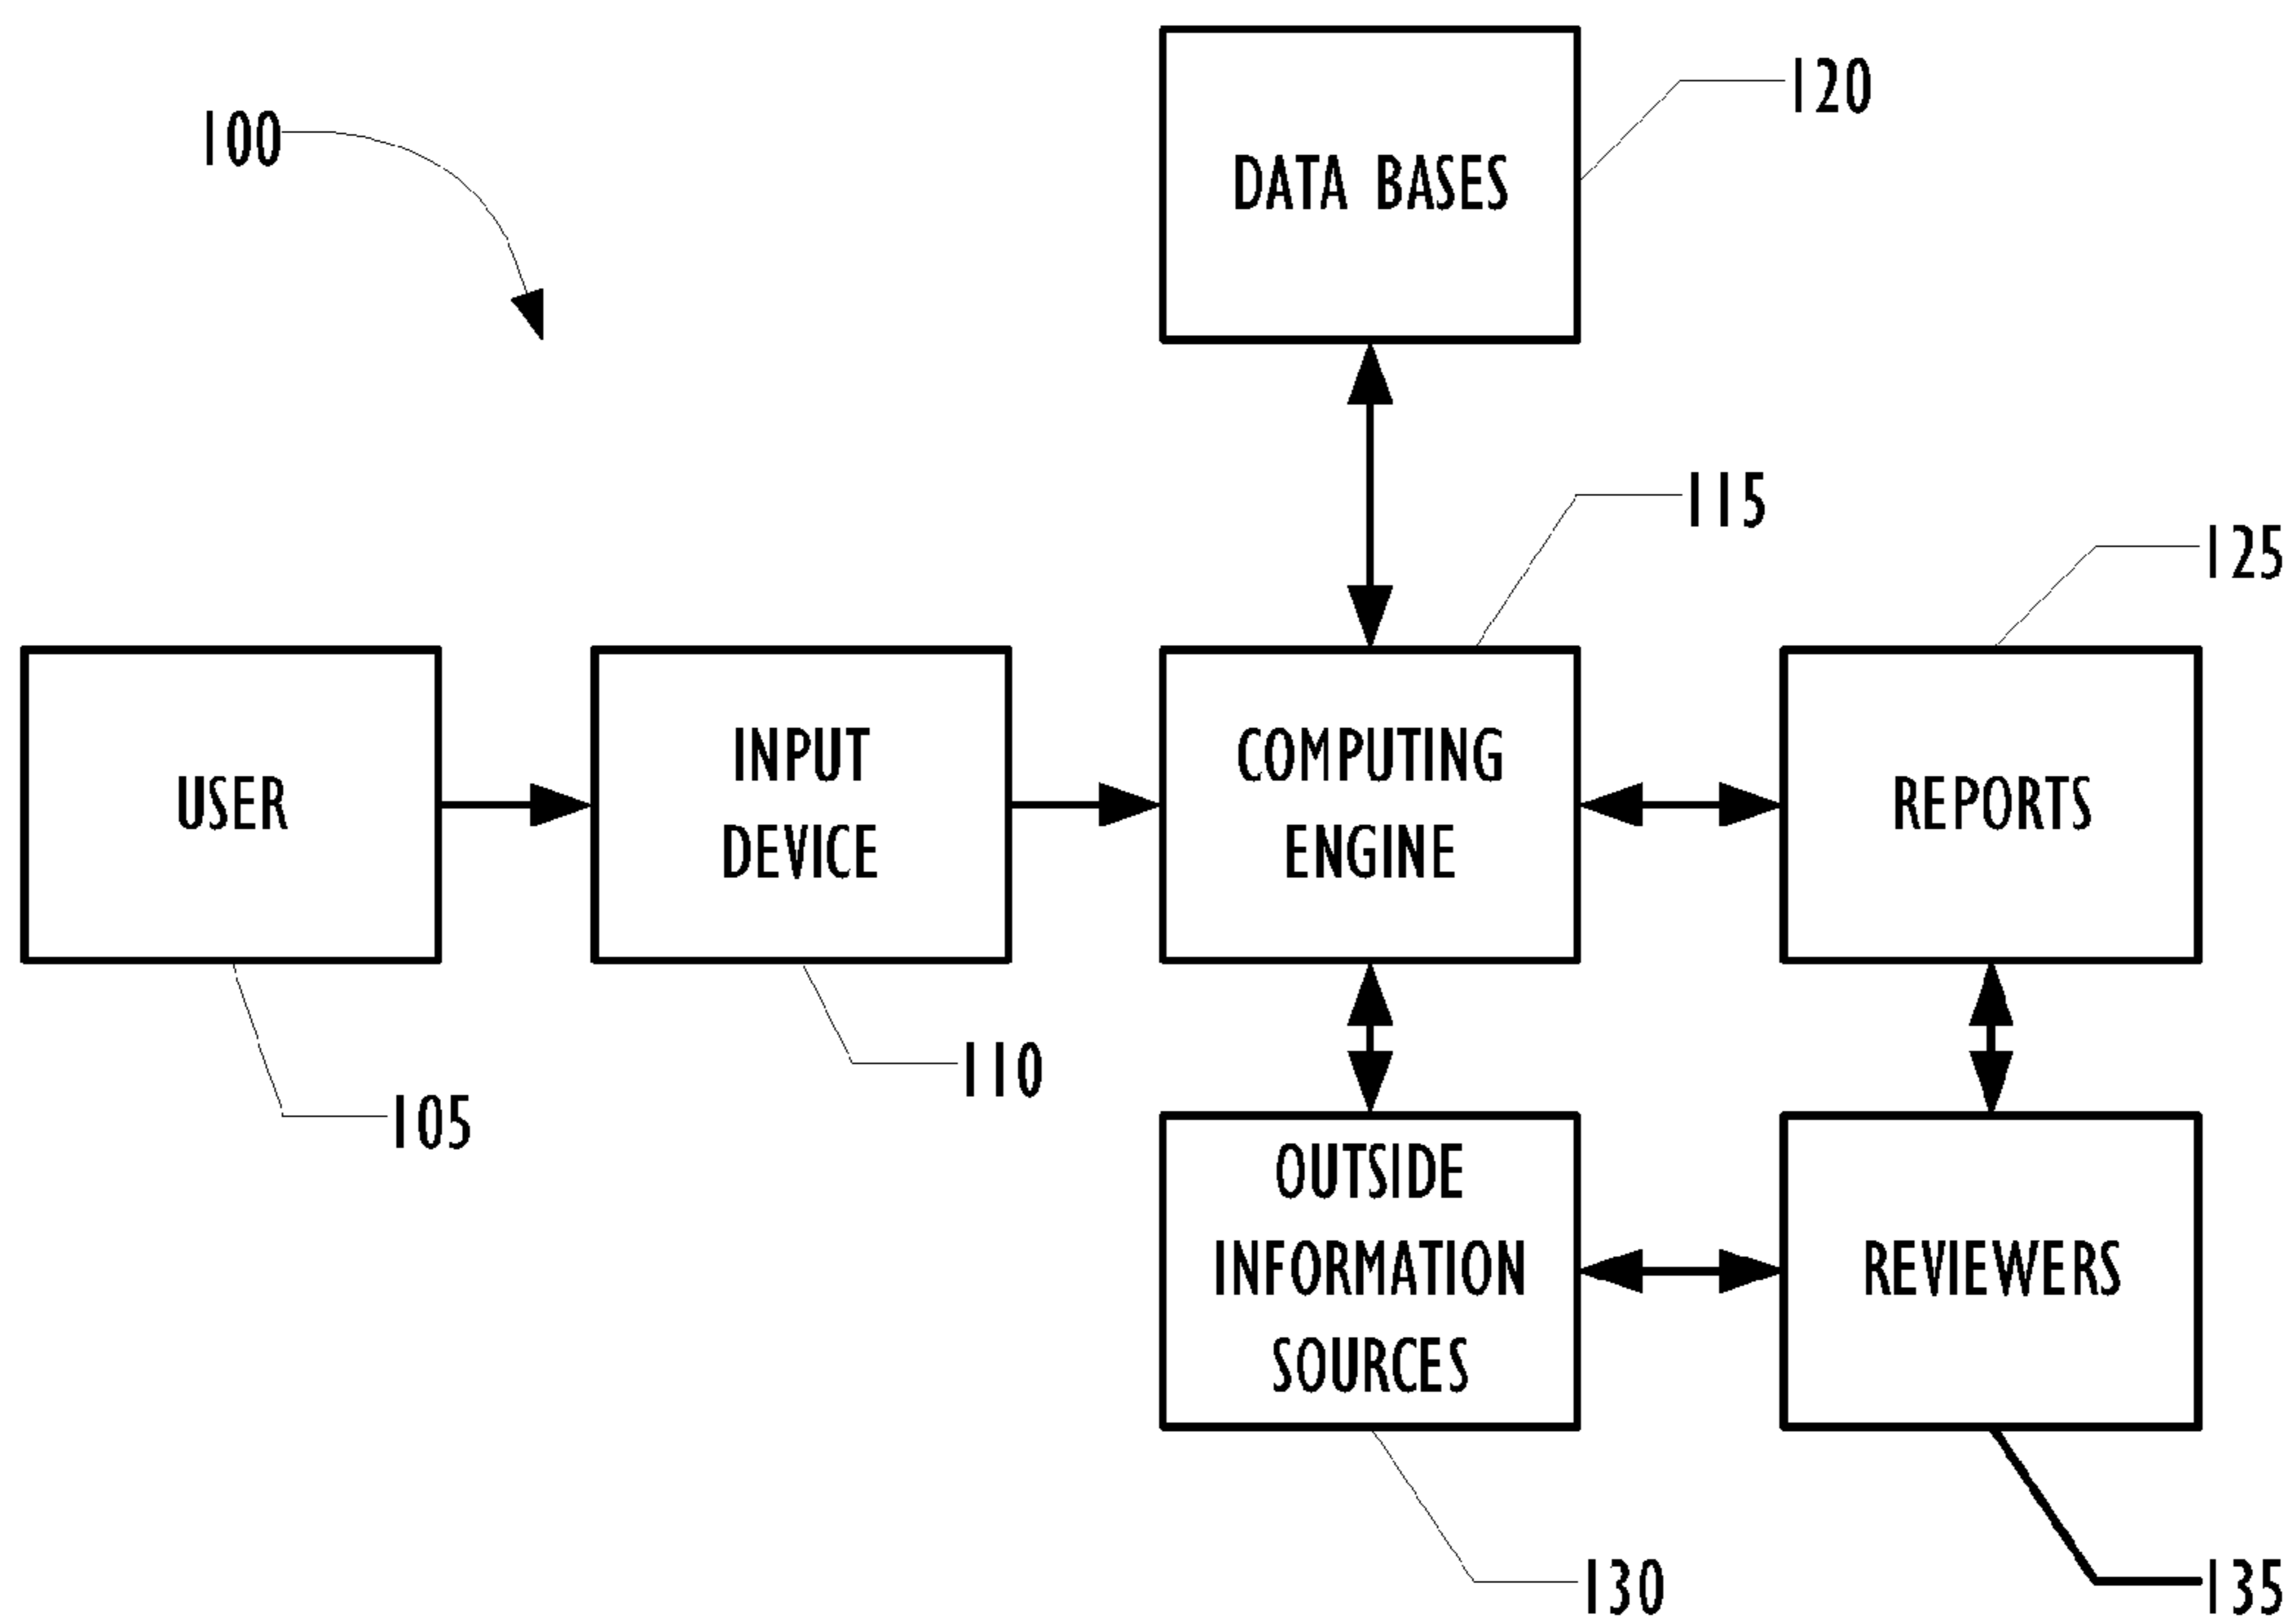 120
100
DATA BASES
115
125
USER
INPUT
DEVICE
COMPUTING
ENGINE
REPORTS
110
105
OUTSIDE
INFORMATION
SOURCES
REVIEWERS
130
135